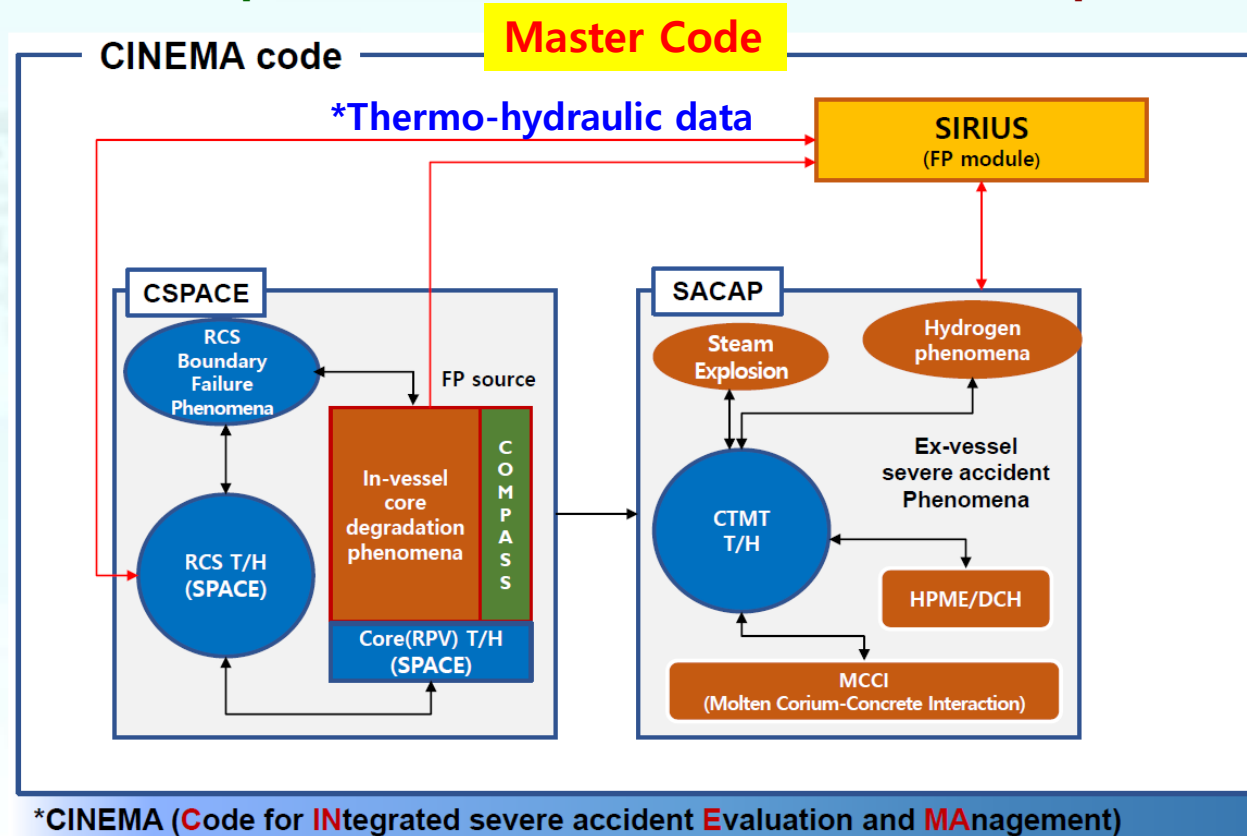 Master Code
CINEMA code
*Thermo-hydraulic data
SIRIUS
(FP module)
CSPACE
RCS
Boundary
Failure
Phenomena
FP source
In-vessel
core
degradation
phenomena
C
O
M
P
A
S
S
RCS T/H
(SPACE)
Core(RPV) T/H
(SPACE)
SACAP
Steam
Explosion
Hydrogen
phenomena
Ex-vessel
severe accident
Phenomena
CTMT
T/H
HPME/DCH
MCCI
(Molten Corium-Concrete Interaction)
*CINEMA (Code for INtegrated severe accident Evaluation and MAnagement)